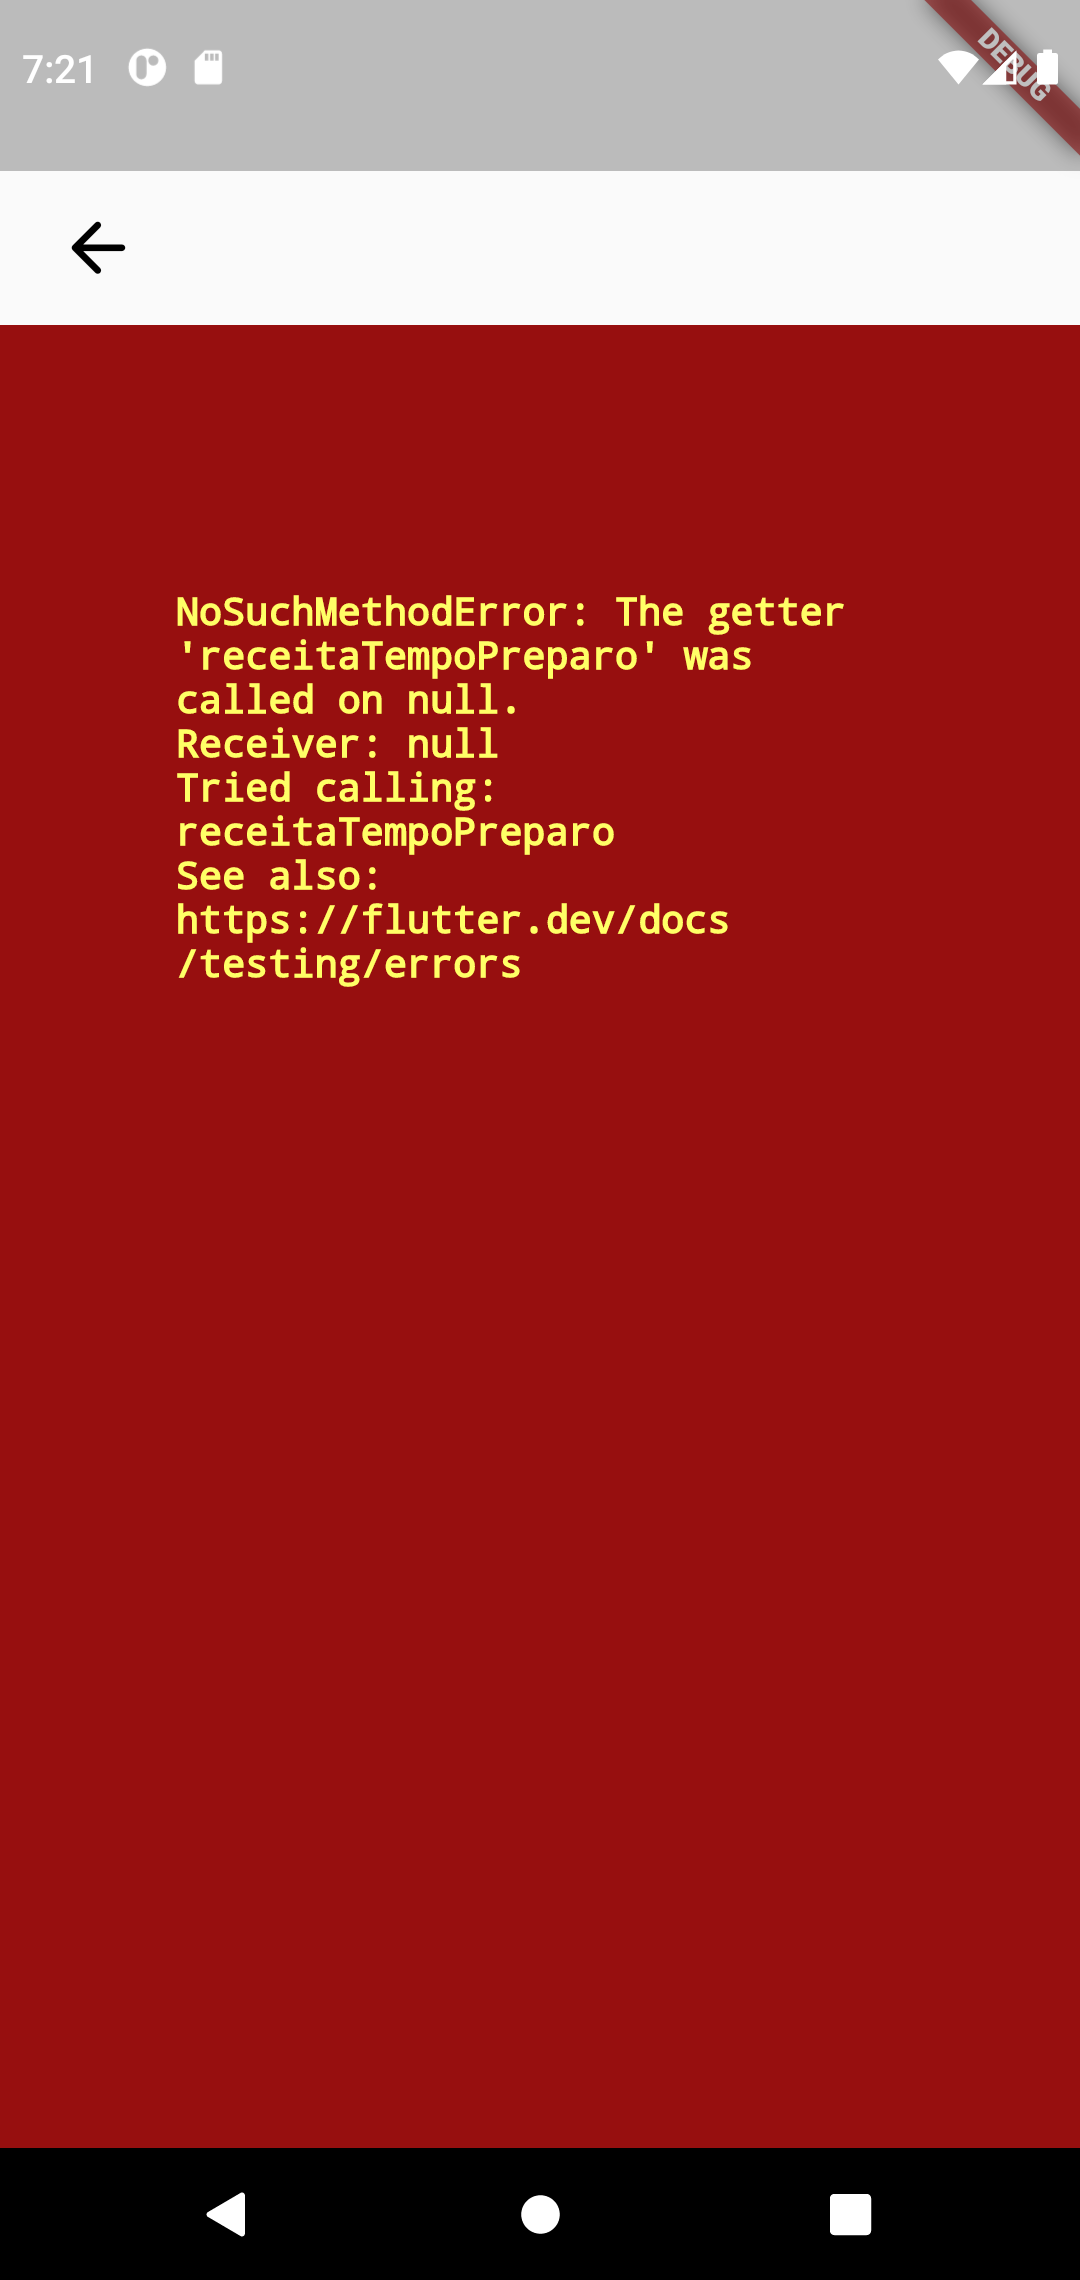 7:21
DEBUG
NoSuchMethodError: The getter
'receitaTempoPreparo' was
called on null.
Receiver: null
Tried calling:
receitaTempoPreparo
See also:
https://flutter.dev/docs
/testing/errors